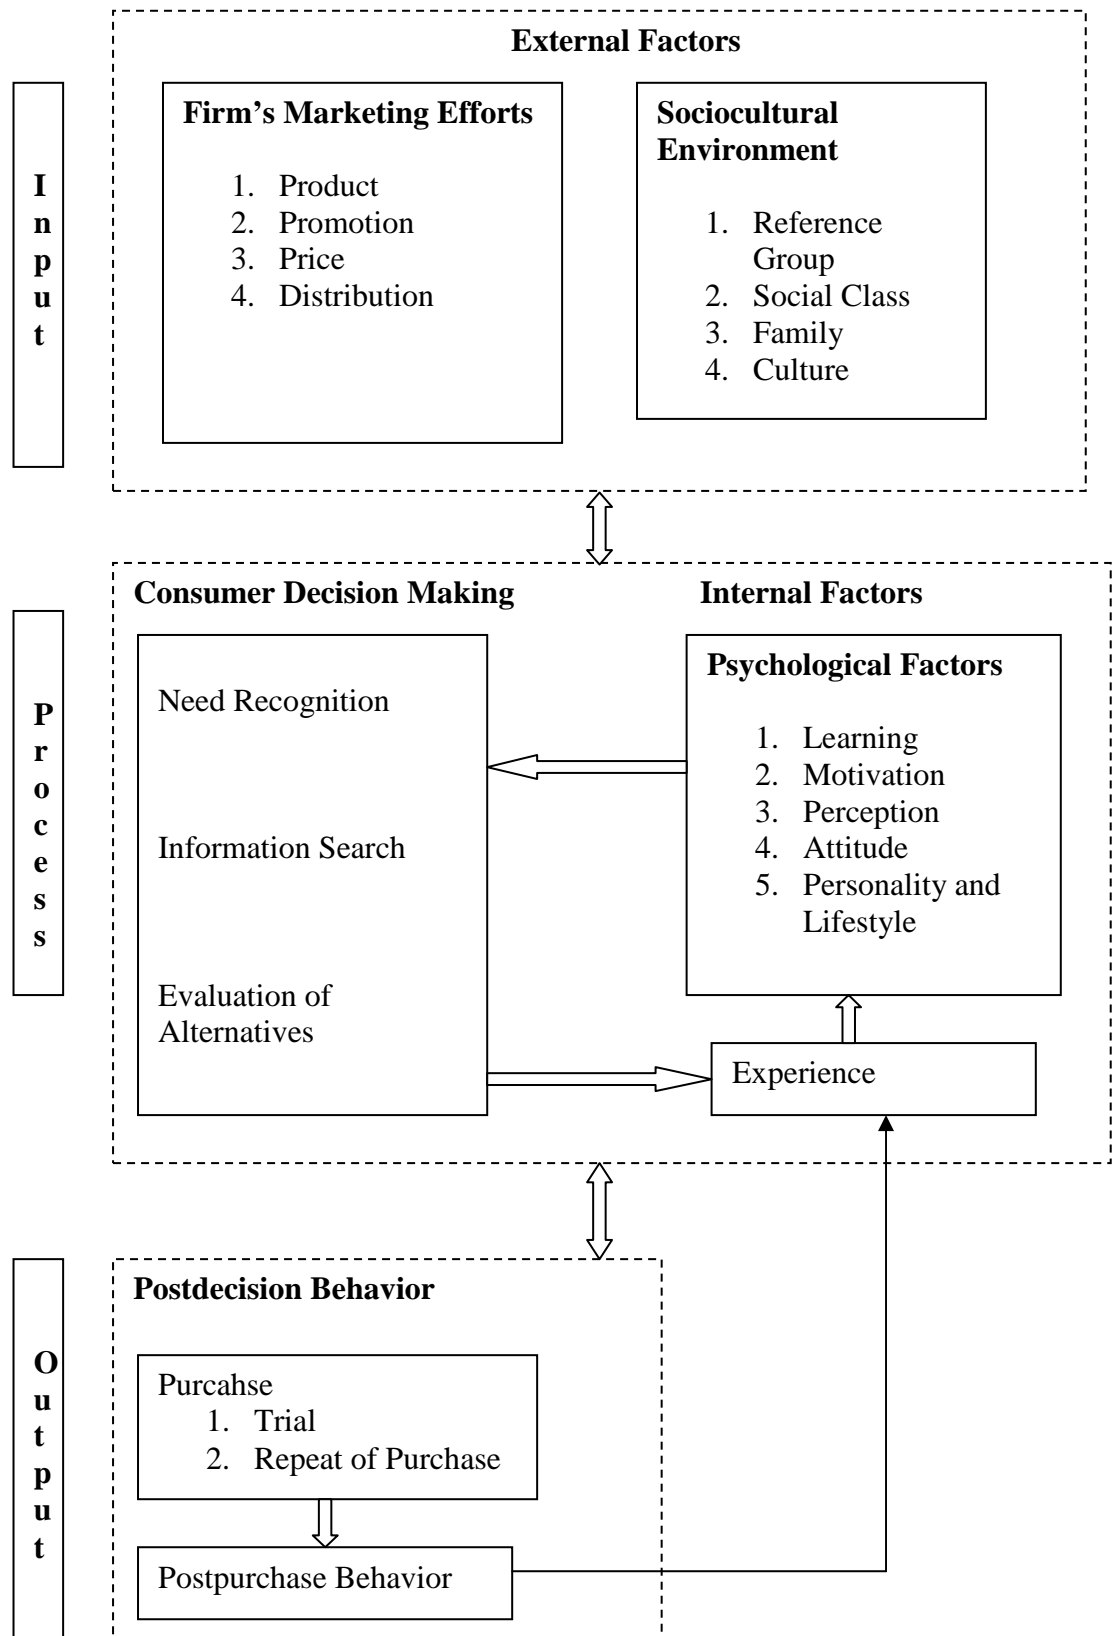 External Factors
Input
Firm's Marketing Efforts
1. Product
2. Promotion
3. Price
4. Distribution
Sociocultural
Environment
1. Reference
Group
2. Social Class
3. Family
4. Culture
Process
Consumer Decision Making
Need Recognition
Information Search
Evaluation of
Alternatives
Internal Factors
Psychological Factors
1. Learning
2. Motivation
3. Perception
4. Attitude
5. Personality and
Lifestyle
Experience
Output
Postdecision Behavior
Purcahse
1. Trial
2. Repeat of Purchase
Postpurchase Behavior